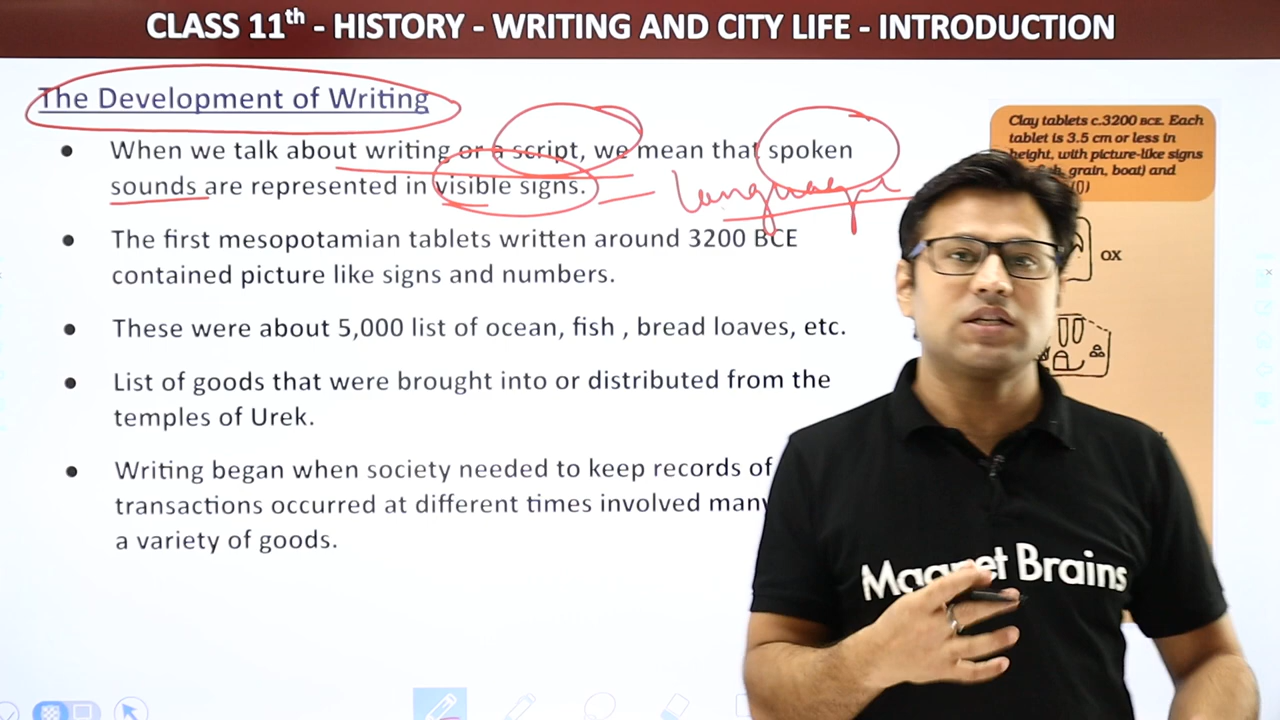 CLASS 11th - HISTORY - WRITING AND CITY LIFE - INTRODUCTION
The Development of Writing
● When we talk about writing or a script, we mean that spoken
sounds are represented in visible signs. - Language
● The first mesopotamian tablets written around 3200 BCE
contained picture like signs and numbers.
● These were about 5,000 list of ocean, fish , bread loaves, etc.
● List of goods that were brought into or distributed from the
temples of Urek.
● Writing began when society needed to keep records of
transactions occurred at different times involved many
a variety of goods.
Clay tablets c.3200 BCE. Each
tablet is 3.5 cm or less in
height, with picture-like signs
grain, boat) and
OX
Magnet Brains